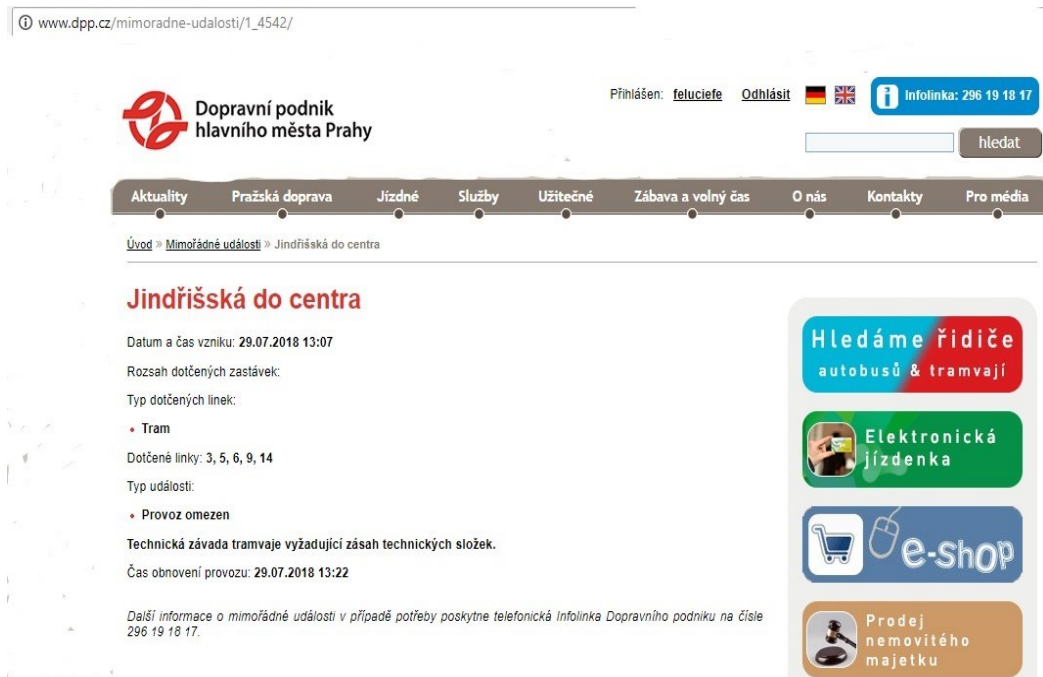 www.dpp.cz/mimoradne-udalosti/1_4542/
Dopravní podnik
hlavního města Prahy
Přihlášen: feluciefe Odhlásit
Infolinka: 296 19 18 17
hledat
Aktuality Pražská doprava Jízdné Služby Užitečné Zábava a volný čas O nás Kontakty Pro média
Úvod » Mimořádné události » Jindřišská do centra
Jindřišská do centra
Datum a čas vzniku: 29.07.2018 13:07
Rozsah dotčených zastávek:
Typ dotčených linek:
• Tram
Dotčené linky: 3, 5, 6, 9, 14
Typ události:
• Provoz omezen
Technická závada tramvaje vyžadující zásah technických složek.
Čas obnovení provozu: 29.07.2018 13:22
Další informace o mimořádné události v případě potřeby poskytne telefonická Infolinka Dopravního podniku na čísle
296 19 18 17.
Hledáme řidiče
autobusů & tramvají
Elektronická
jízdenka
e-shop
Prodej
nemovitého
majetku